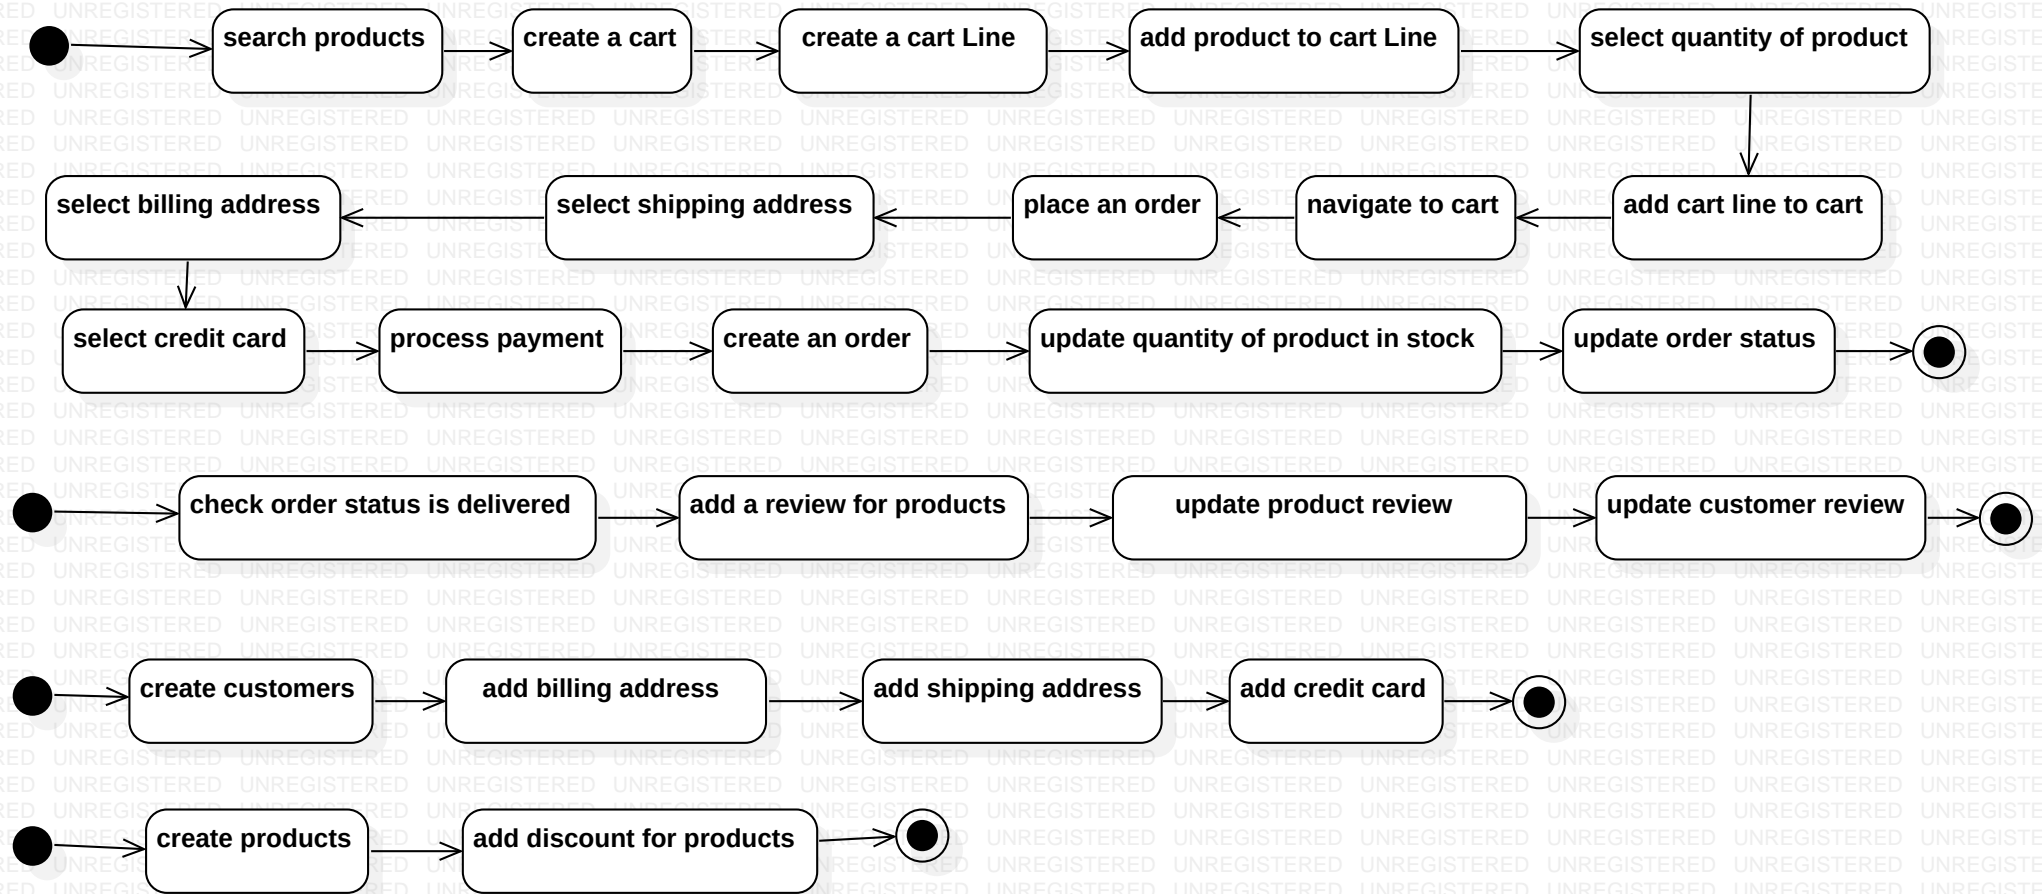 search products
create a cart
create a cart Line
add product to cart Line
select quantity of product
select billing address
select shipping address
place an order
navigate to cart
add cart line to cart
select credit card
process payment
create an order
update quantity of product in stock
update order status
check order status is delivered
add a review for products
update product review
update customer review
create customers
add billing address
add shipping address
add credit card
create products
add discount for products
UNREGISTERED